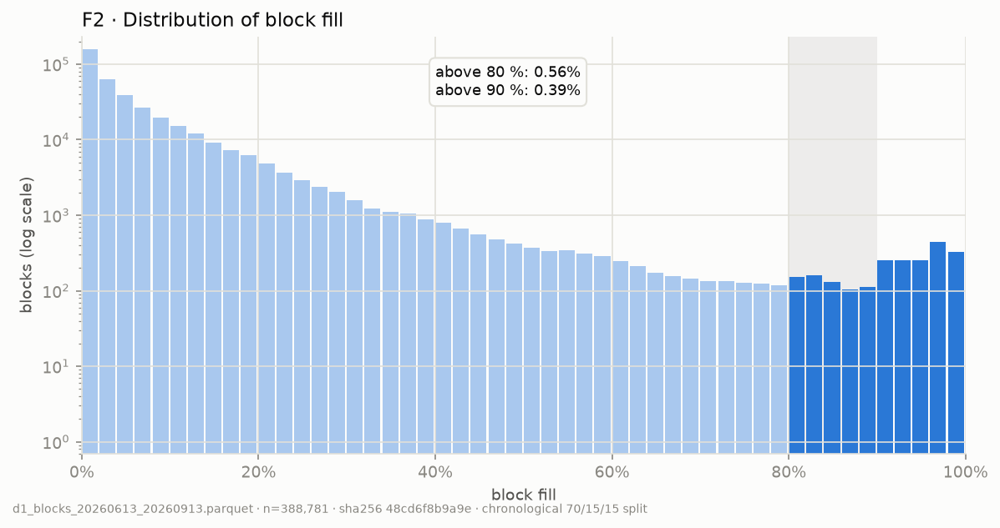 F2 · Distribution of block fill
above 80 %: 0.56%
above 90 %: 0.39%
blocks (log scale)
10⁵
10⁴
10³
10²
10¹
10⁰
0%
20%
40%
60%
80%
100%
block fill
d1_blocks_20260613_20260913.parquet · n=388,781 · sha256 48cd6f8b9a9e · chronological 70/15/15 split